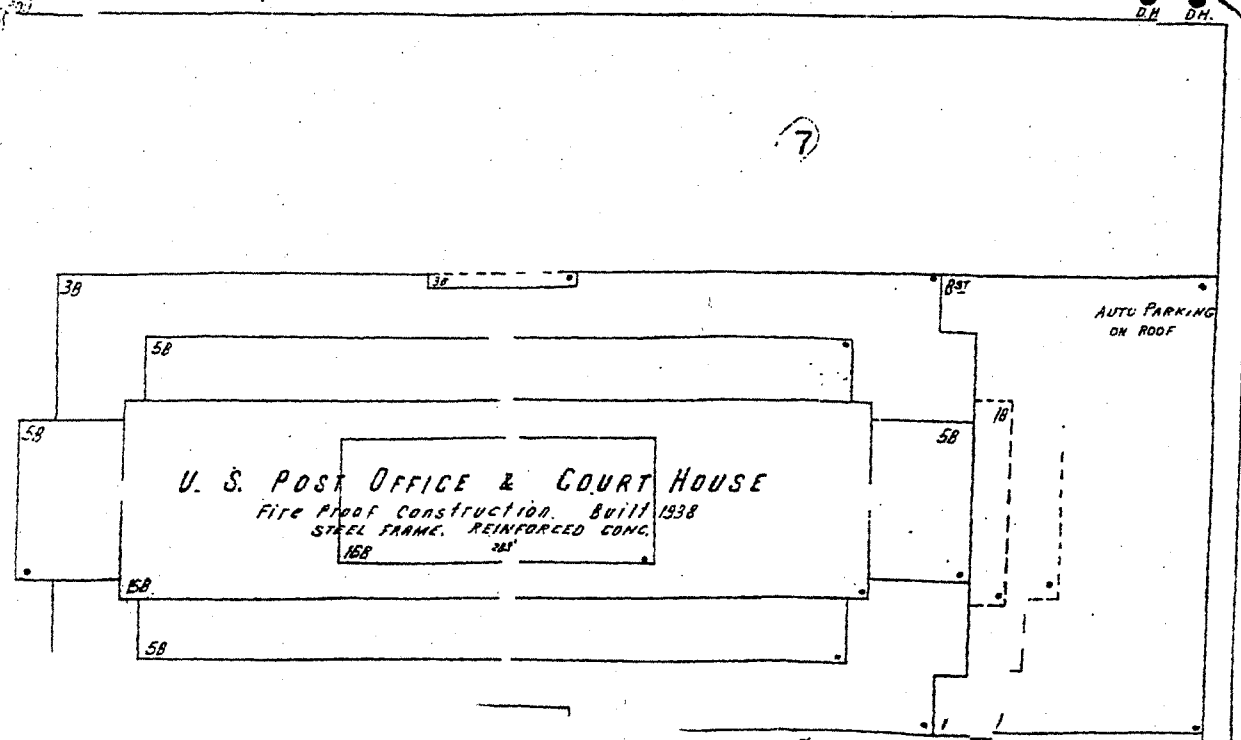 D.H. D.H.
7
3B
3B
B ST
AUTO PARKING
ON ROOF
5B
1B
5B
5B
U. S. POST OFFICE & COURT HOUSE
Fire Proof Construction. Built 1938
STEEL FRAME. REINFORCED CONC.
16B
15B
5B
1
1